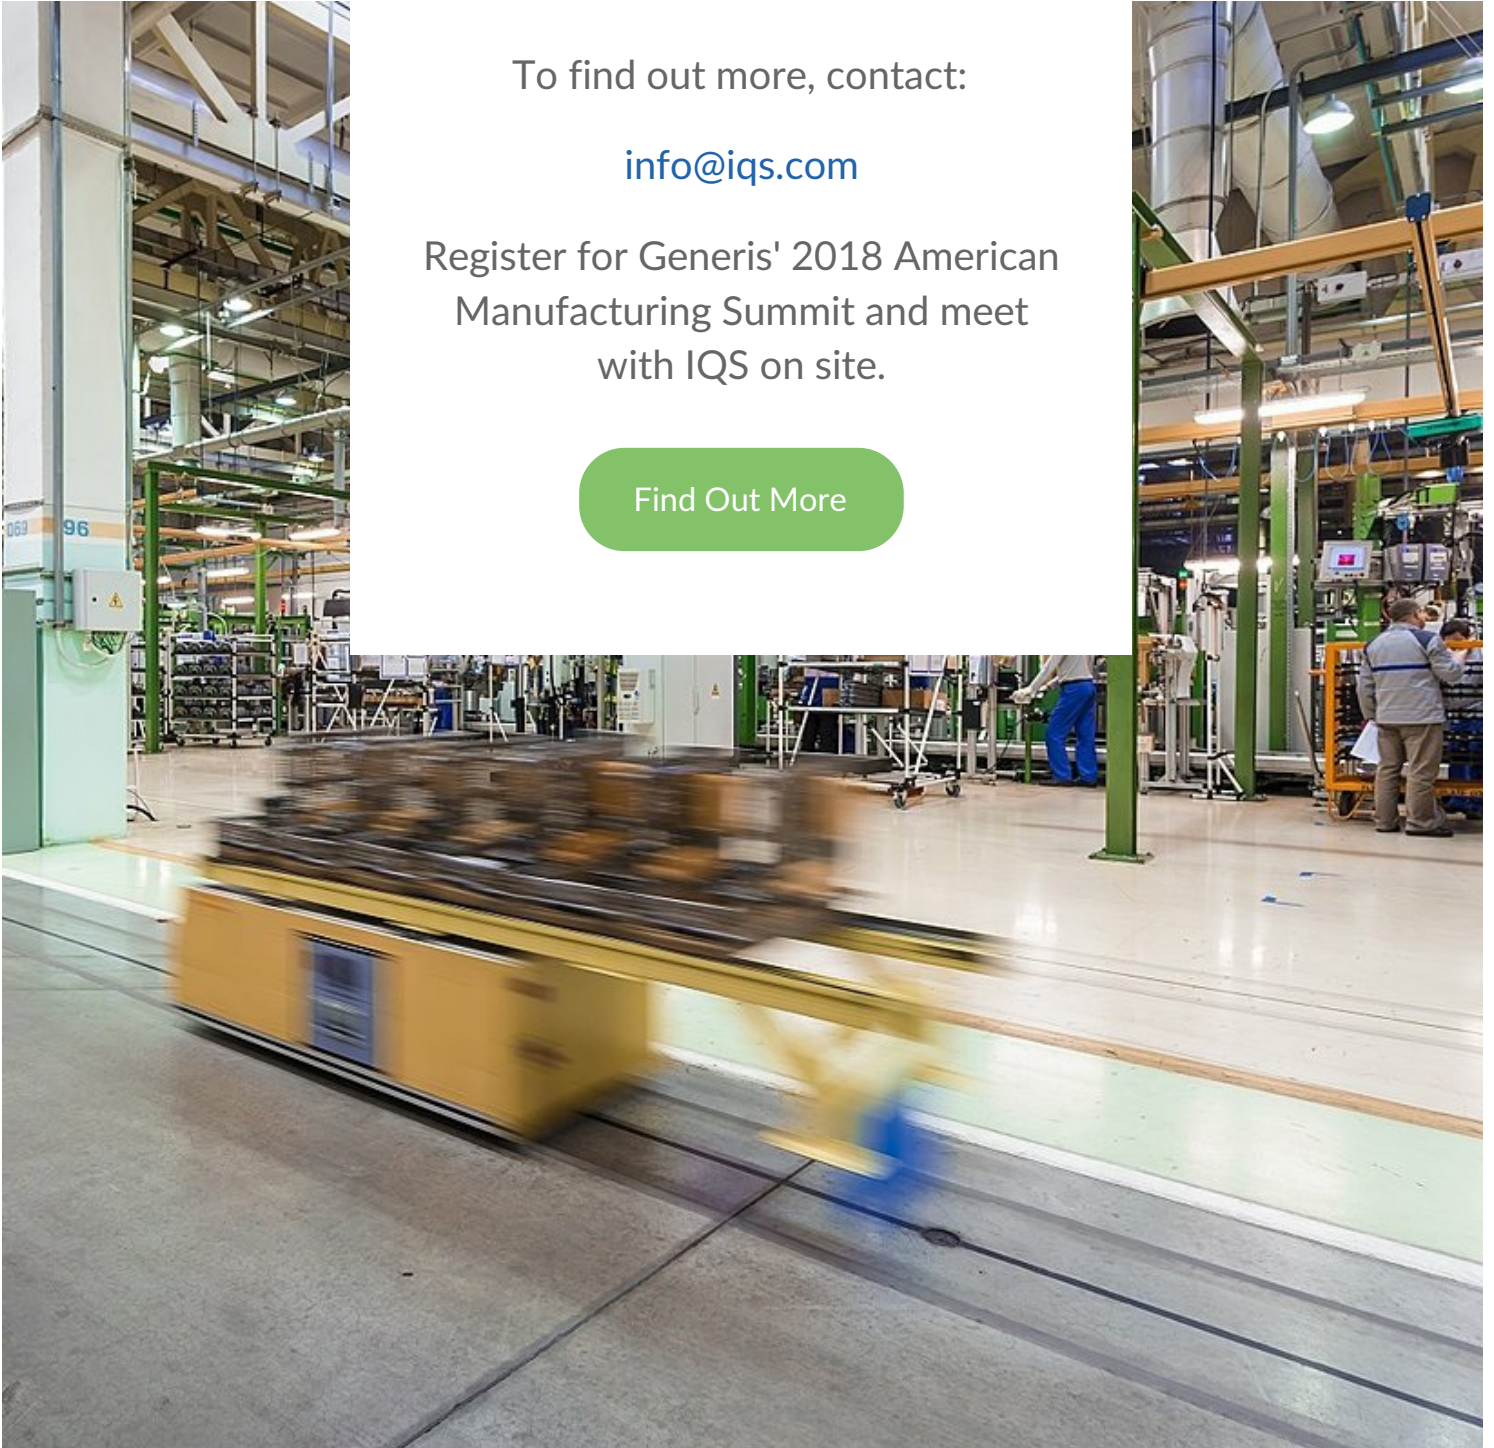 To find out more, contact:
info@iqs.com
Register for Generis' 2018 American
Manufacturing Summit and meet
with IQS on site.
Find Out More
069 96